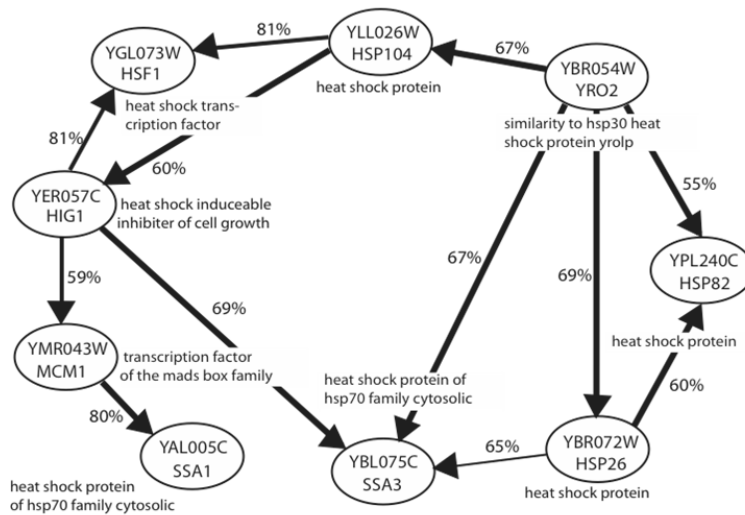 81%
YLL026W
HSP104
67%
YGL073W
HSF1
YBR054W
YRO2
heat shock protein
heat shock trans-
cription factor
similarity to hsp30 heat
shock protein yrolp
81%
60%
55%
YER057C
HIG1
heat shock induceable
inhibiter of cell growth
YPL240C
HSP82
67%
69%
59%
69%
heat shock protein
YMR043W
MCM1
transcription factor
of the mads box family
heat shock protein of
hsp70 family cytosolic
60%
80%
YAL005C
SSA1
65%
YBR072W
HSP26
YBL075C
SSA3
heat shock protein
of hsp70 family cytosolic
heat shock protein